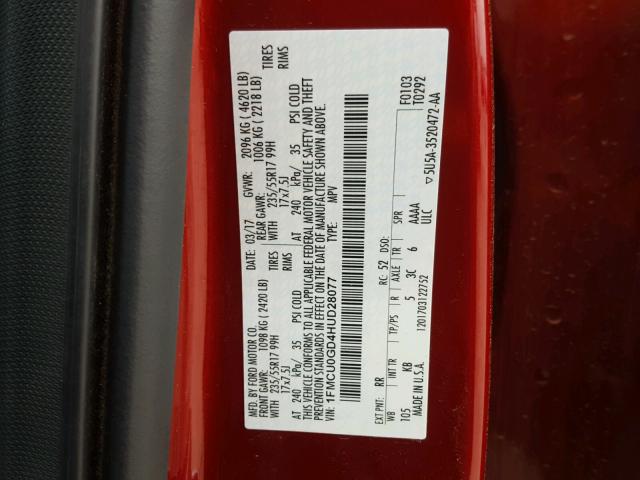 MFD. BY FORD MOTOR CO.
DATE: 03/17 GVWR: 2096 KG ( 4620 LB)
FRONT GAWR: 1098 KG ( 2420 LB) REAR GAWR: 1006 KG ( 2218 LB)
235/55R17 99H TIRES WITH 235/55R17 99H TIRES
17x7.5J RIMS 17x7.5J RIMS
AT 240 kPa/ 35 PSI COLD AT 240 kPa/ 35 PSI COLD
THIS VEHICLE CONFORMS TO ALL APPLICABLE FEDERAL MOTOR VEHICLE SAFETY AND THEFT
PREVENTION STANDARDS IN EFFECT ON THE DATE OF MANUFACTURE SHOWN ABOVE.
VIN: 1FMCU0GD4HUD28077 TYPE: MPV
EXT PNT: RR RC: 52 DSO: F0103
T0292
WB INT TR TP/PS R AXLE TR SPR
105 KB 5 3C 6 AAAA
ULC
MADE IN U.S.A. 1201703122752 ▽5U5A-3520472-AA